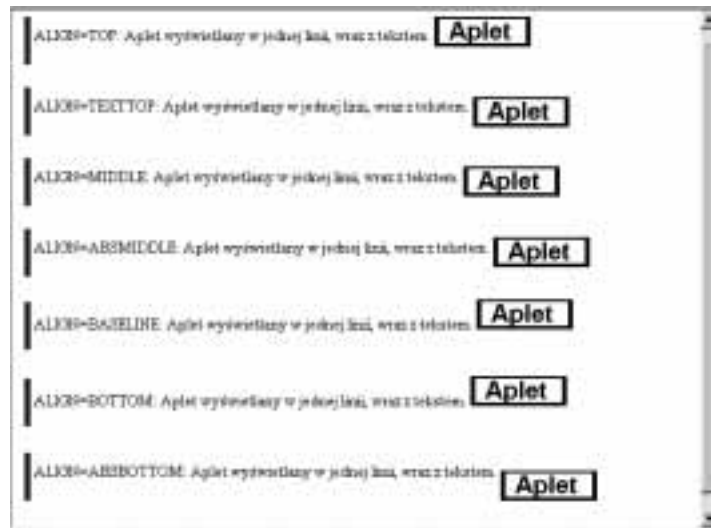 ALIGN=TOP: Aplet wyświetlany w jednej linii, wraz z tekstem. Aplet
ALIGN=TEXTTOP: Aplet wyświetlany w jednej linii, wraz z tekstem. Aplet
ALIGN=MIDDLE: Aplet wyświetlany w jednej linii, wraz z tekstem. Aplet
ALIGN=ABSMIDDLE: Aplet wyświetlany w jednej linii, wraz z tekstem. Aplet
ALIGN=BASELINE: Aplet wyświetlany w jednej linii, wraz z tekstem. Aplet
ALIGN=BOTTOM: Aplet wyświetlany w jednej linii, wraz z tekstem. Aplet
ALIGN=ABSBOTTOM: Aplet wyświetlany w jednej linii, wraz z tekstem. Aplet